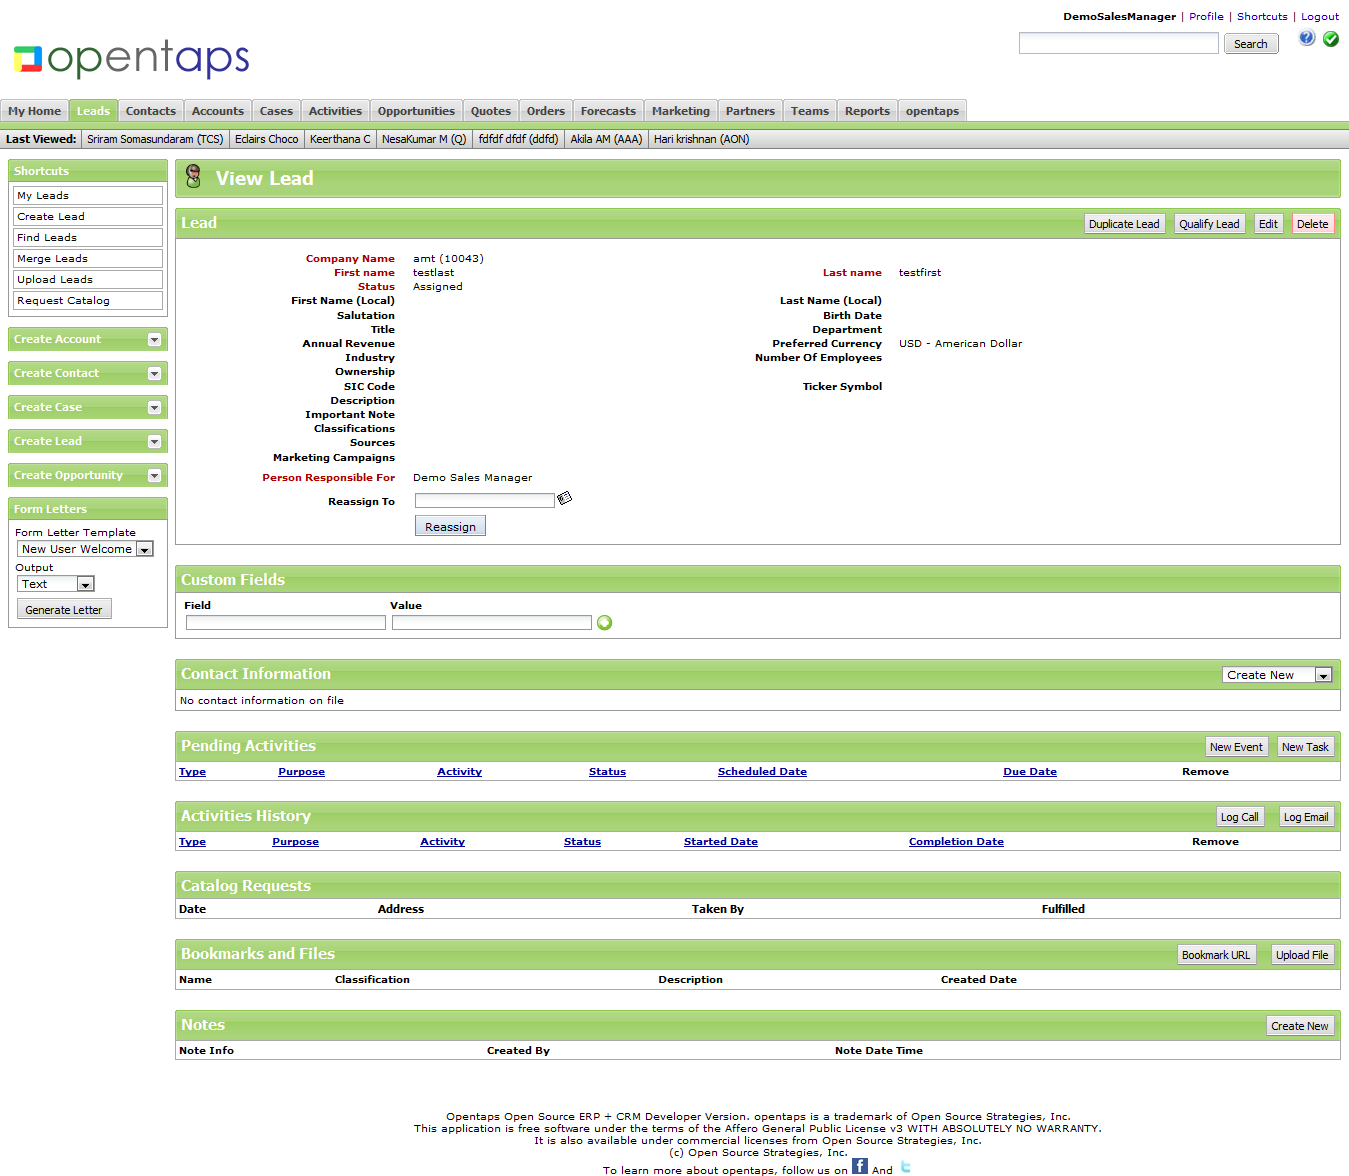 DemoSalesManager | Profile | Shortcuts | Logout
Search
opentaps
My Home Leads Contacts Accounts Cases Activities Opportunities Quotes Orders Forecasts Marketing Partners Teams Reports opentaps
Last Viewed: Sriram Somasundaram (TCS) Eclairs Choco Keerthana C NesaKumar M (Q) fdfdf dfdf (ddfd) Akila AM (AAA) Hari krishnan (AON)
Shortcuts
My Leads
Create Lead
Find Leads
Merge Leads
Upload Leads
Request Catalog
Create Account
Create Contact
Create Case
Create Lead
Create Opportunity
Form Letters
Form Letter Template
New User Welcome
Output
Text
Generate Letter
View Lead
Lead Duplicate Lead Qualify Lead Edit Delete
Company Name amt (10043)
First name testlast Last name testfirst
Status Assigned
First Name (Local) Last Name (Local)
Salutation Birth Date
Title Department
Annual Revenue Preferred Currency USD - American Dollar
Industry Number Of Employees
Ownership
SIC Code Ticker Symbol
Description
Important Note
Classifications
Sources
Marketing Campaigns
Person Responsible For Demo Sales Manager
Reassign To
Reassign
Custom Fields
Field Value
Contact Information Create New
No contact information on file
Pending Activities New Event New Task
Type Purpose Activity Status Scheduled Date Due Date Remove
Activities History Log Call Log Email
Type Purpose Activity Status Started Date Completion Date Remove
Catalog Requests
Date Address Taken By Fulfilled
Bookmarks and Files Bookmark URL Upload File
Name Classification Description Created Date
Notes Create New
Note Info Created By Note Date Time
Opentaps Open Source ERP + CRM Developer Version. opentaps is a trademark of Open Source Strategies, Inc.
This application is free software under the terms of the Affero General Public License v3 WITH ABSOLUTELY NO WARRANTY.
It is also available under commercial licenses from Open Source Strategies, Inc.
(c) Open Source Strategies, Inc.
To learn more about opentaps, follow us on f And t